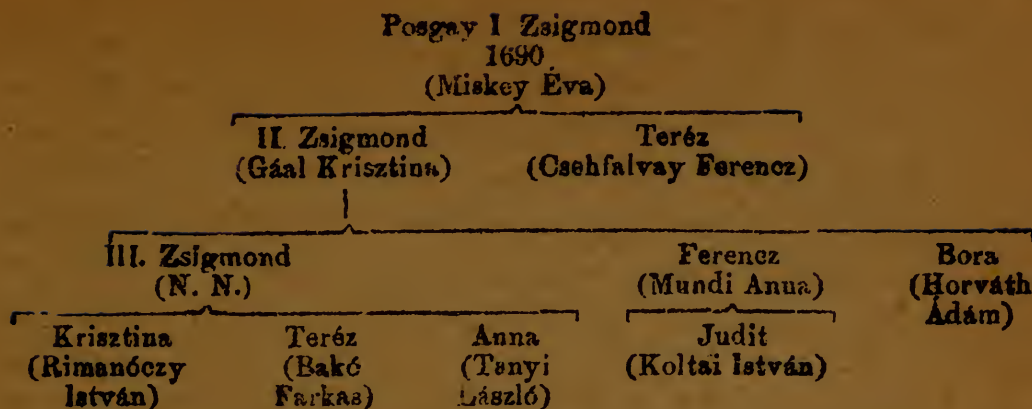 Posgay I Zsigmond
1690
(Miskey Éva)
II. Zsigmond Teréz
(Gáal Krisztina) (Csehfalvay Ferencz)
III. Zsigmond Ferencz Bora
(N. N.) (Mundi Anna) (Horváth
Ádám)
Krisztina Teréz Anna Judit
(Rimanóczy (Bakó (Tanyi (Koltai István)
István) Farkas) László)